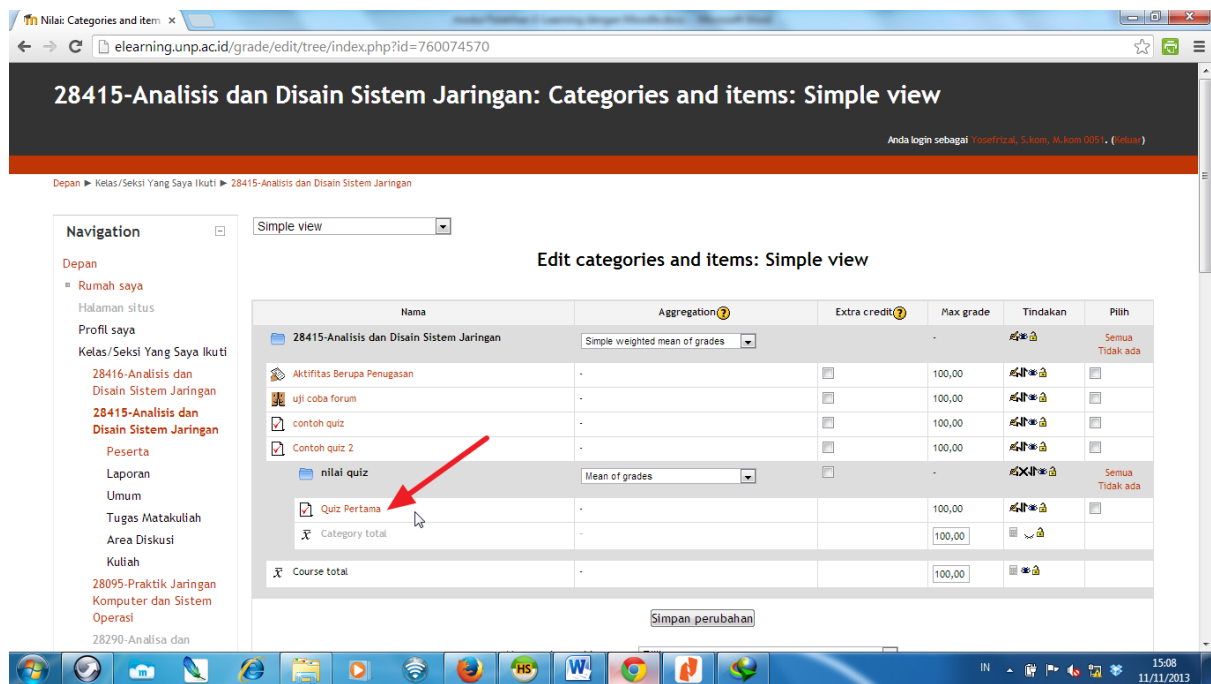 Nilai: Categories and item
elearning.unp.ac.id/grade/edit/tree/index.php?id=760074570
28415-Analisis dan Disain Sistem Jaringan: Categories and items: Simple view
Anda login sebagai Yosefrizal, S.kom, M.kom 0051. (Keluar)
Depan ► Kelas/Seksi Yang Saya Ikuti ► 28415-Analisis dan Disain Sistem Jaringan
Navigation
Depan
Rumah saya
Halaman situs
Profil saya
Kelas/Seksi Yang Saya Ikuti
28416-Analisis dan
Disain Sistem Jaringan
28415-Analisis dan
Disain Sistem Jaringan
Peserta
Laporan
Umum
Tugas Matakuliah
Area Diskusi
Kuliah
28095-Praktik Jaringan
Komputer dan Sistem
Operasi
28290-Analisa dan
Simple view
Edit categories and items: Simple view
Nama Aggregation Extra credit Max grade Tindakan Pilih
28415-Analisis dan Disain Sistem Jaringan Simple weighted mean of grades - Semua
Tidak ada
Aktifitas Berupa Penugasan - 100,00
uji coba forum - 100,00
contoh quiz - 100,00
Contoh quiz 2 - 100,00
nilai quiz Mean of grades - Semua
Tidak ada
Quiz Pertama - 100,00
Category total - 100,00
Course total - 100,00
Simpan perubahan
IN 15:08
11/11/2013